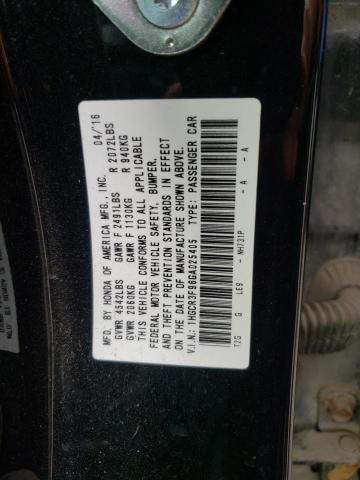 MFD. BY HONDA OF AMERICA MFG., INC. 04/16
GVWR 4542LBS GAWR F 2491LBS R 2072LBS
GVWR 2060KG GAWR F 1130KG R 940KG
THIS VEHICLE CONFORMS TO ALL APPLICABLE
FEDERAL MOTOR VEHICLE SAFETY, BUMPER,
AND THEFT PREVENTION STANDARDS IN EFFECT
ON THE DATE OF MANUFACTURE SHOWN ABOVE.
V.I.N.: 1HGCR3F96GA025405 TYPE: PASSENGER CAR
T2G G LE9 - NH731P - A - A